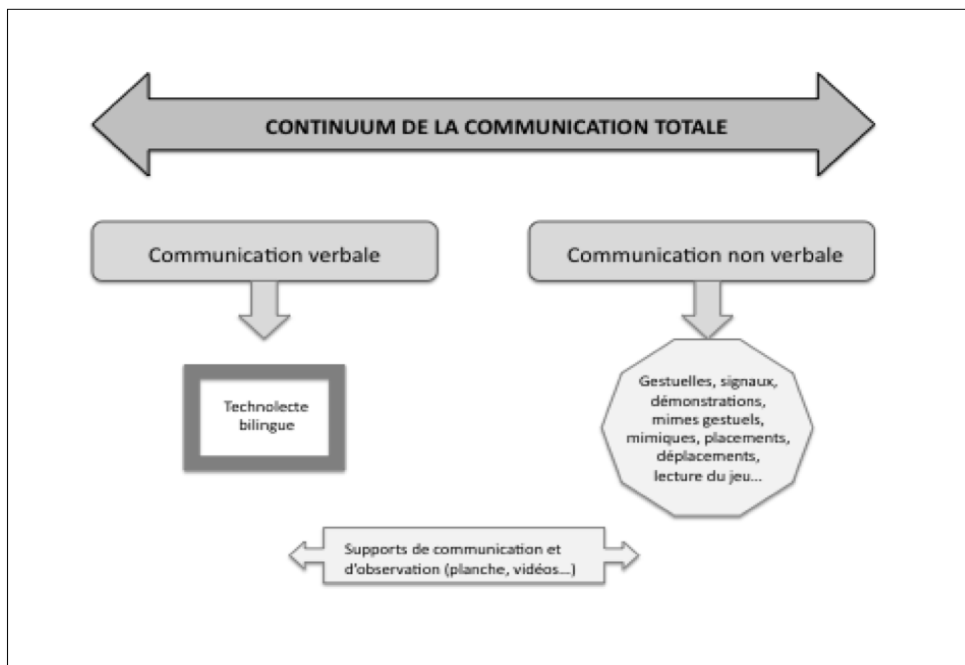 CONTINUUM DE LA COMMUNICATION TOTALE
Communication verbale
Communication non verbale
Technolecte
bilingue
Gestuelles, signaux,
démonstrations,
mimes gestuels,
mimiques, placements,
déplacements,
lecture du jeu...
Supports de communication et
d'observation (planche, vidéos...)